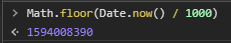 > Math.floor(Date.now() / 1000)
<· 1594008390